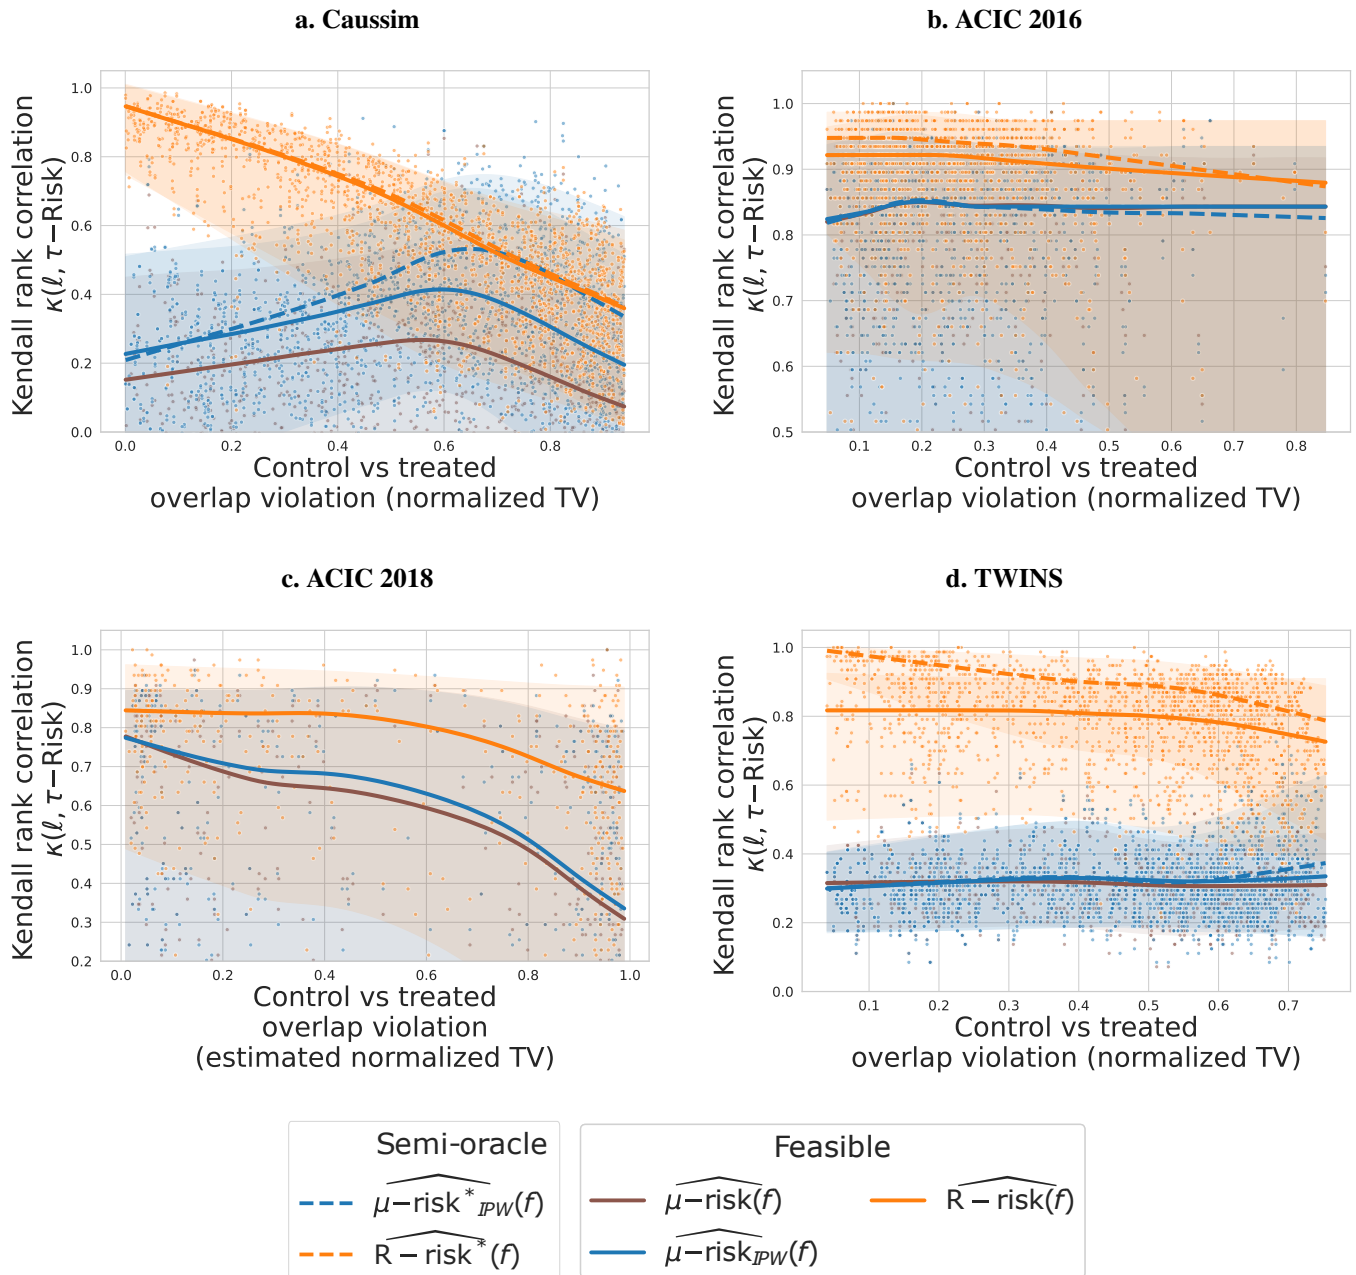 a. Caussim
b. ACIC 2016
Kendall rank correlation
κ(ℓ, τ−Risk)
1.0
0.8
0.6
0.4
0.2
0.0
0.0 0.2 0.4 0.6 0.8
Control vs treated
overlap violation (normalized TV)
Kendall rank correlation
κ(ℓ, τ−Risk)
1.0
0.9
0.8
0.7
0.6
0.5
0.1 0.2 0.3 0.4 0.5 0.6 0.7 0.8
Control vs treated
overlap violation (normalized TV)
c. ACIC 2018
d. TWINS
Kendall rank correlation
κ(ℓ, τ−Risk)
1.0
0.9
0.8
0.7
0.6
0.5
0.4
0.3
0.2
0.0 0.2 0.4 0.6 0.8 1.0
Control vs treated
overlap violation
(estimated normalized TV)
Kendall rank correlation
κ(ℓ, τ−Risk)
1.0
0.8
0.6
0.4
0.2
0.0
0.1 0.2 0.3 0.4 0.5 0.6 0.7
Control vs treated
overlap violation (normalized TV)
Semi-oracle
μ−risk*IPW(f)
R−risk*(f)
Feasible
μ−risk(f)
μ−riskIPW(f)
R−risk(f)